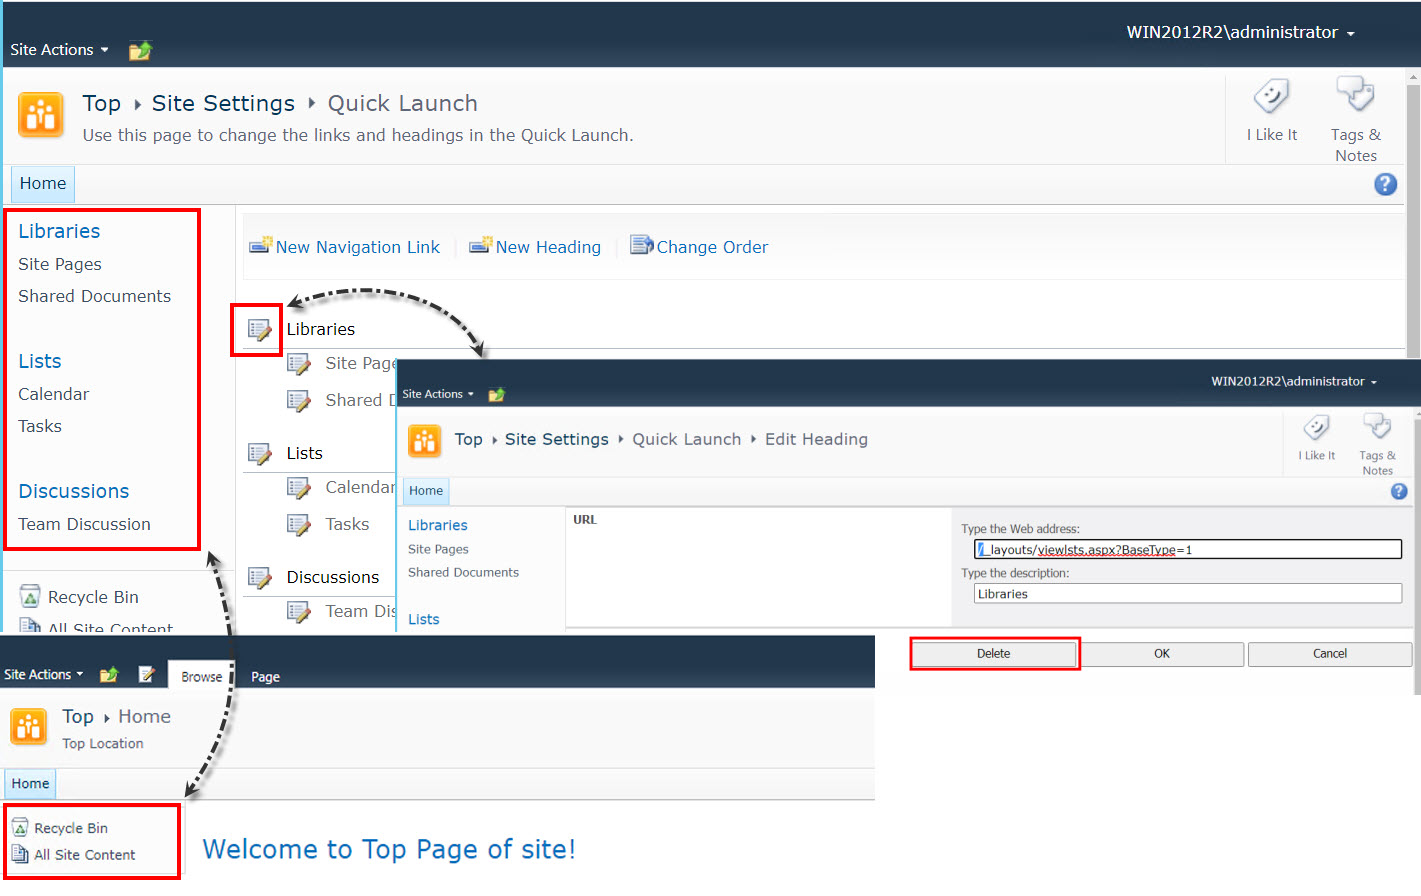 WIN2012R2\administrator
Site Actions
Top Site Settings Quick Launch
Use this page to change the links and headings in the Quick Launch.
I Like It
Tags &
Notes
Home
Libraries
Site Pages
Shared Documents
Lists
Calendar
Tasks
Discussions
Team Discussion
Recycle Bin
All Site Content
New Navigation Link
New Heading
Change Order
Libraries
Site Page
Shared D
Lists
Calendar
Tasks
Discussions
Team Dis
WIN2012R2\administrator
Site Actions
Top Site Settings Quick Launch Edit Heading
I Like It
Tags &
Notes
Home
Libraries
Site Pages
Shared Documents
Lists
URL
Type the Web address:
/_layouts/viewlsts.aspx?BaseType=1
Type the description:
Libraries
Delete
OK
Cancel
Site Actions
Browse
Page
Top Home
Top Location
Home
Recycle Bin
All Site Content
Welcome to Top Page of site!